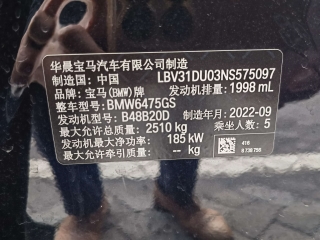 华晨宝马汽车有限公司制造
制造国：中国 LBV31DU03NS575097
品牌：宝马(BMW)牌 发动机排量：1998 mL
整车型号：BMW6475GS
发动机型号：B48B20D 制造年月：2022-09
最大允许总质量：2510 kg 乘坐人数：5
发动机最大净功率：185 kW
最大允许牵引质量：-- kg
416